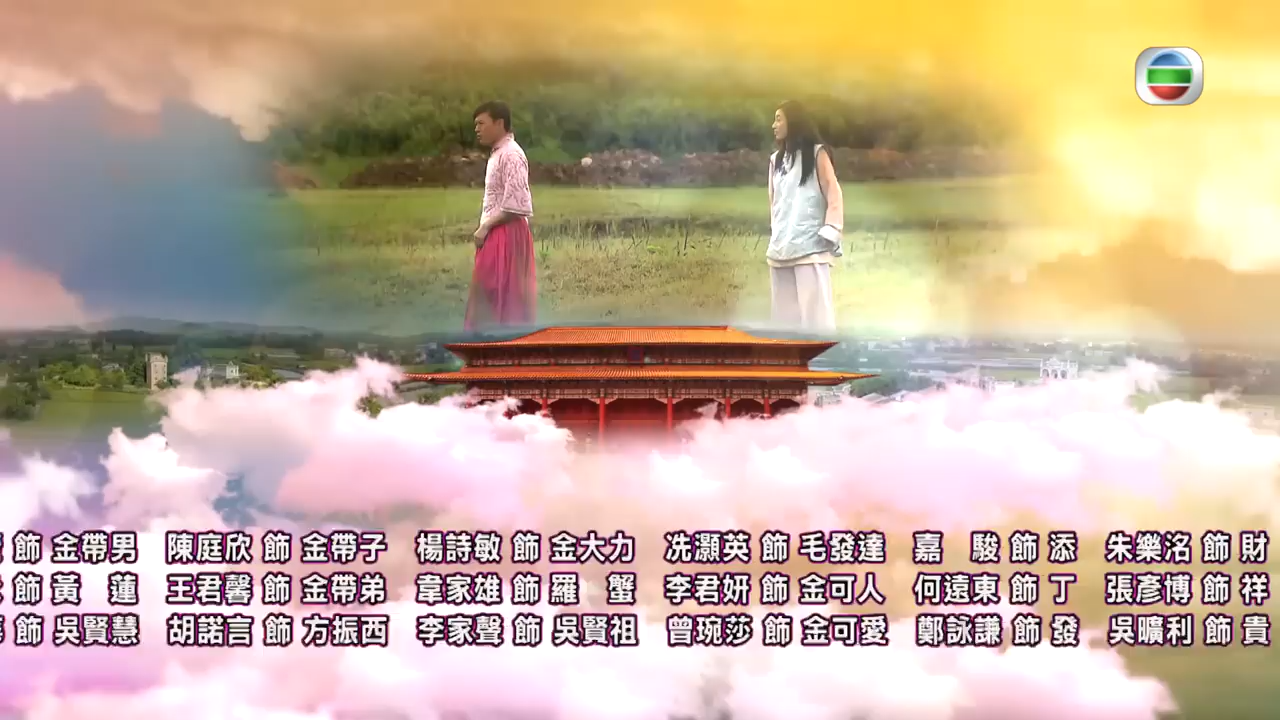 飾 金帶男 陳庭欣 飾 金帶子 楊詩敏 飾 金大力 冼灝英 飾 毛發達 嘉 駿 飾 添 朱樂洺 飾 財
飾 黃 蓮 王君馨 飾 金帶弟 韋家雄 飾 羅 蟹 李君妍 飾 金可人 何遠東 飾 丁 張彥博 飾 祥
飾 吳賢慧 胡諾言 飾 方振西 李家聲 飾 吳賢祖 曾琬莎 飾 金可愛 鄭詠謙 飾 發 吳曠利 飾 貴